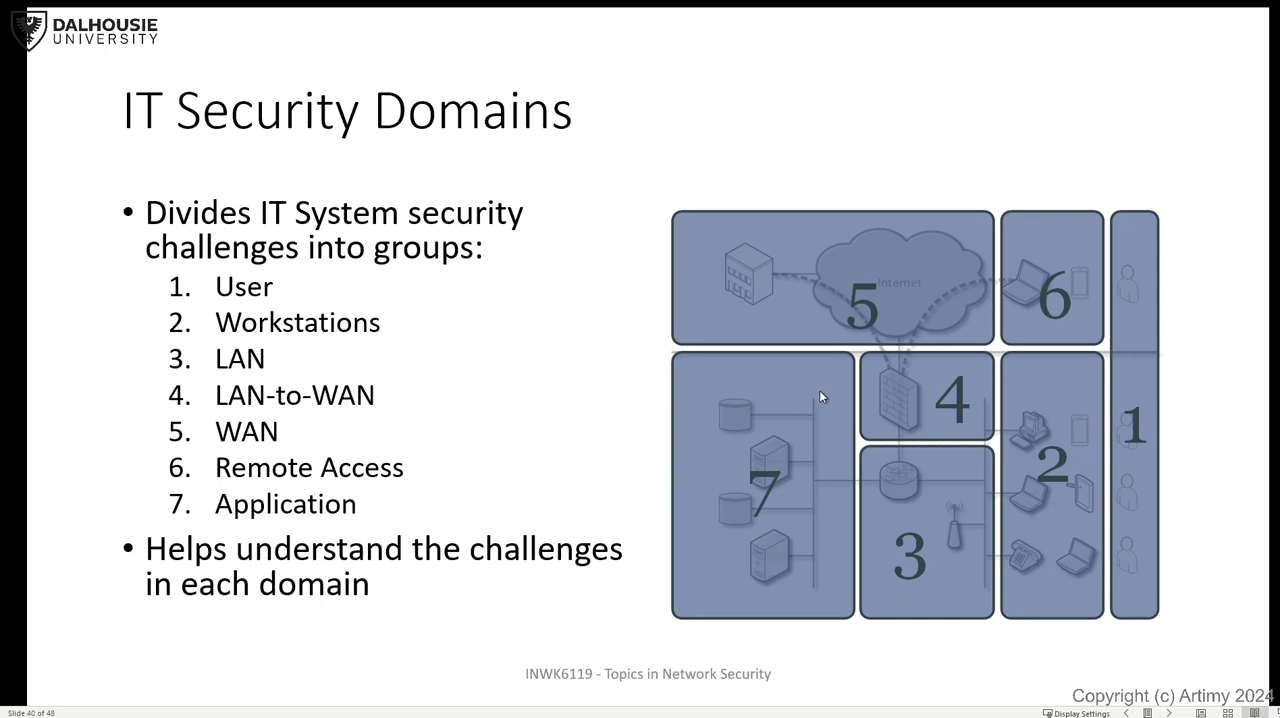 DALHOUSIE
UNIVERSITY
IT Security Domains
• Divides IT System security
challenges into groups:
1. User
2. Workstations
3. LAN
4. LAN-to-WAN
5. WAN
6. Remote Access
7. Application
• Helps understand the challenges
in each domain
Internet
5
6
4
1
2
7
3
INWK6119 - Topics in Network Security
Copyright (c) Artimy 2024
Slide 40 of 48
Display Settings